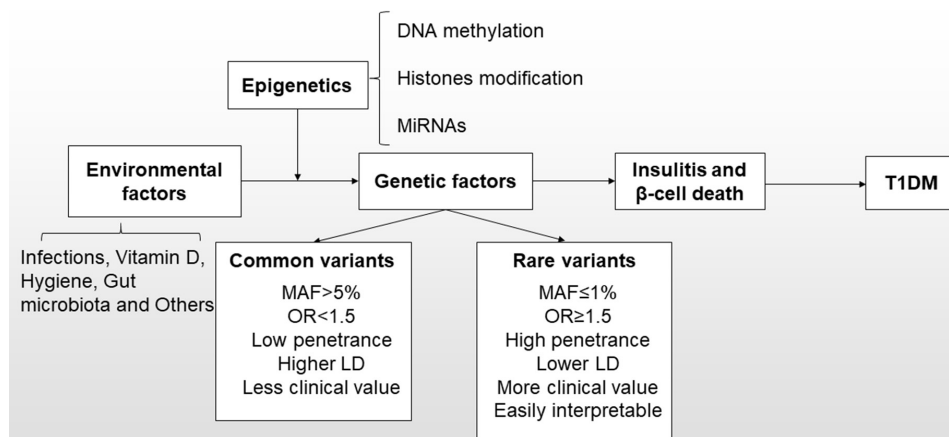 DNA methylation
Epigenetics
Histones modification
MiRNAs
Environmental
factors
Genetic factors
Insulitis and
β-cell death
T1DM
Infections, Vitamin D,
Hygiene, Gut
microbiota and Others
Common variants
MAF>5%
OR<1.5
Low penetrance
Higher LD
Less clinical value
Rare variants
MAF≤1%
OR≥1.5
High penetrance
Lower LD
More clinical value
Easily interpretable